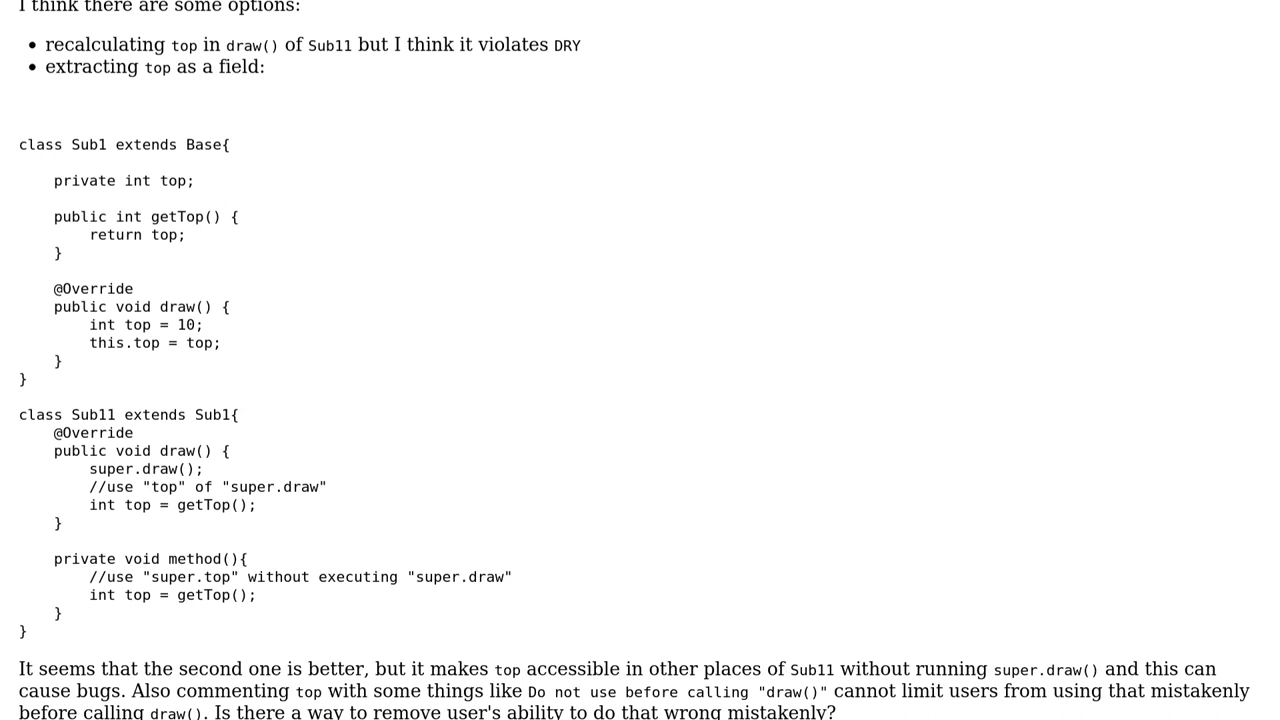 I think there are some options:
• recalculating top in draw() of Sub11 but I think it violates DRY
• extracting top as a field:
class Sub1 extends Base{
    private int top;
    public int getTop() {
        return top;
    }
    @Override
    public void draw() {
        int top = 10;
        this.top = top;
    }
}
class Sub11 extends Sub1{
    @Override
    public void draw() {
        super.draw();
        //use "top" of "super.draw"
        int top = getTop();
    }
    private void method(){
        //use "super.top" without executing "super.draw"
        int top = getTop();
    }
}
It seems that the second one is better, but it makes top accessible in other places of Sub11 without running super.draw() and this can
cause bugs. Also commenting top with some things like Do not use before calling "draw()" cannot limit users from using that mistakenly
before calling draw(). Is there a way to remove user's ability to do that wrong mistakenly?